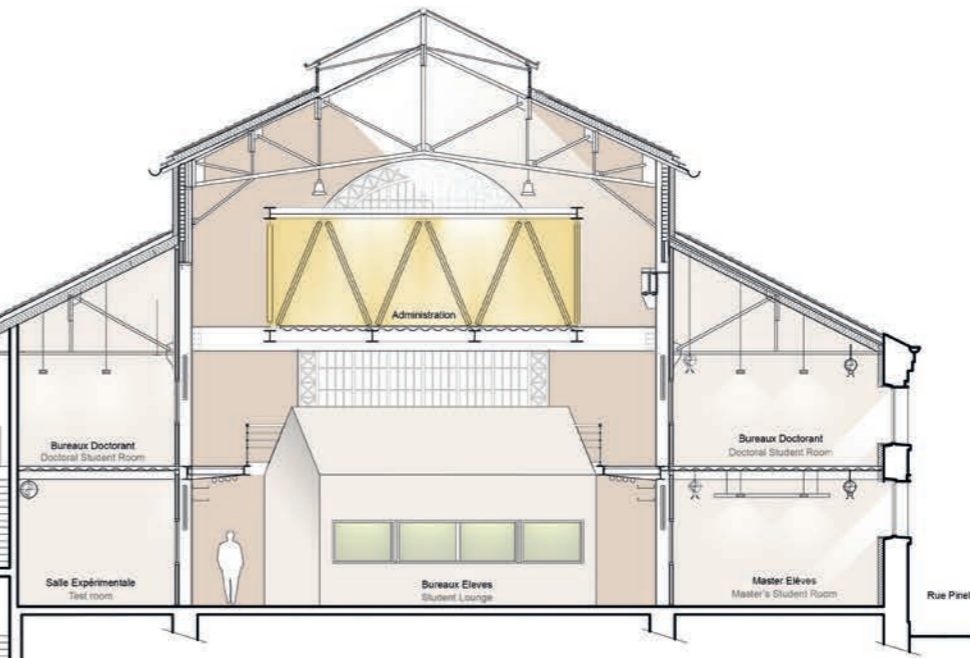 Administration
Bureaux Doctorant
Doctoral Student Room
Bureaux Doctorant
Doctoral Student Room
Salle Expérimentale
Test room
Bureaux Eleves
Student Lounge
Master Elèves
Master's Student Room
Rue Pinel